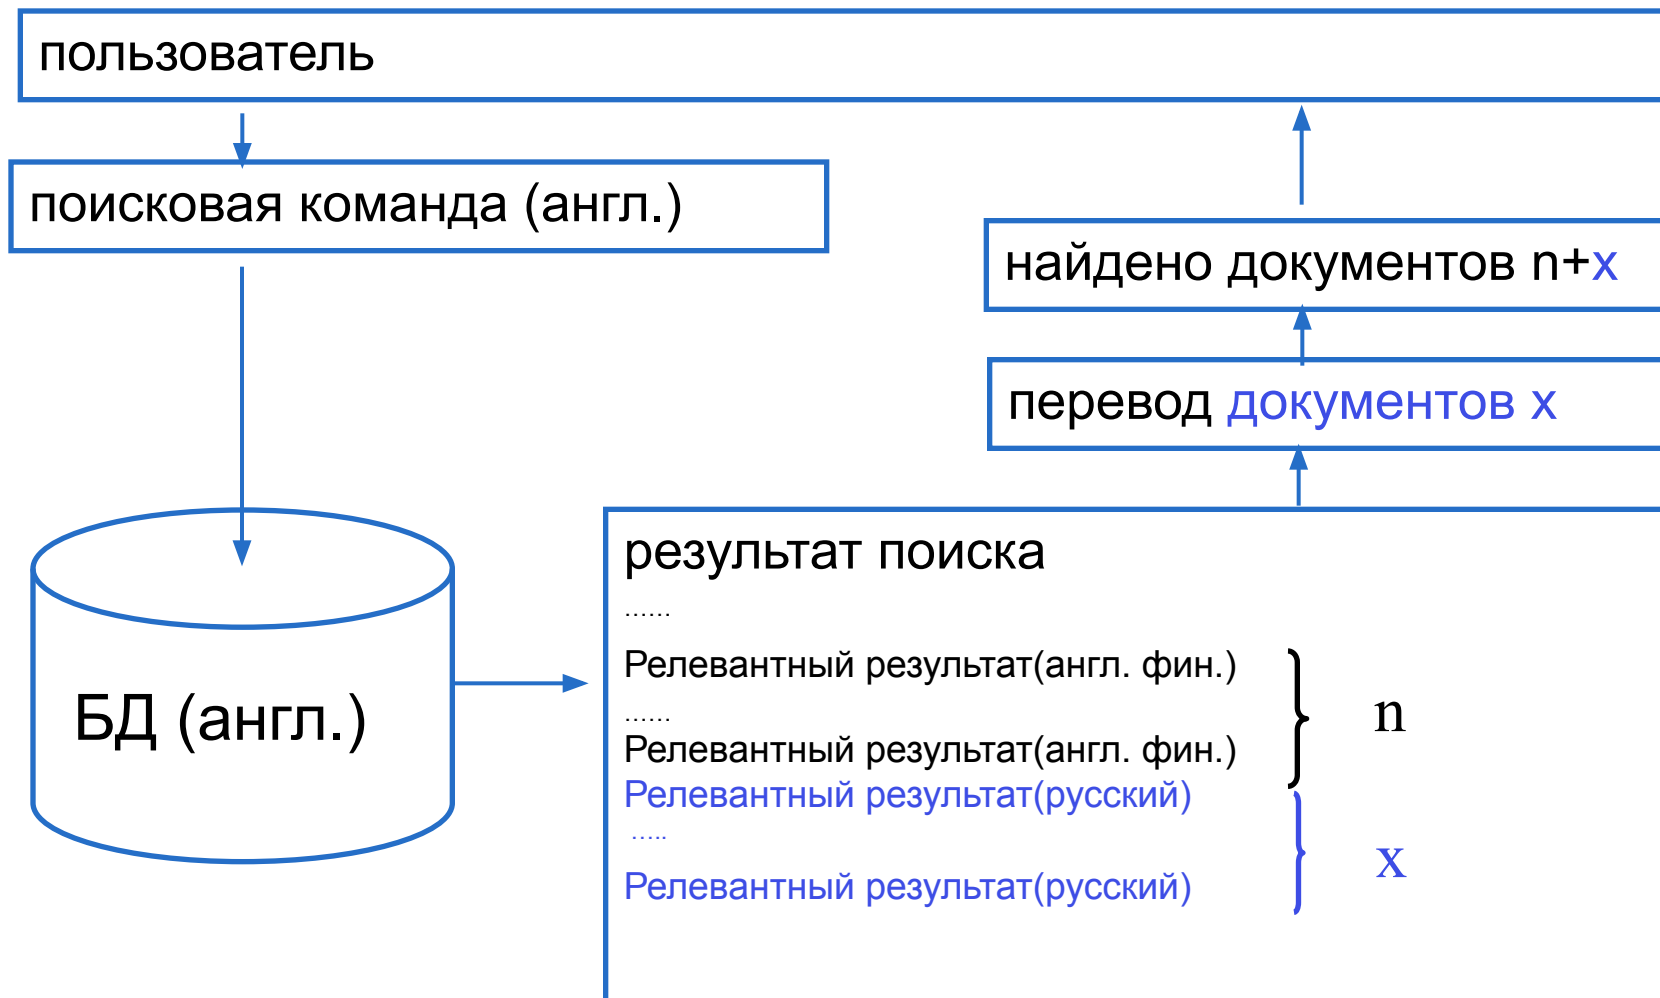 пользователь
поисковая команда (англ.)
найдено документов n+x
перевод документов x
БД (англ.)
результат поиска
......
Релевантный результат(англ. фин.)
......
Релевантный результат(англ. фин.)
n
Релевантный результат(русский)
.....
Релевантный результат(русский)
x